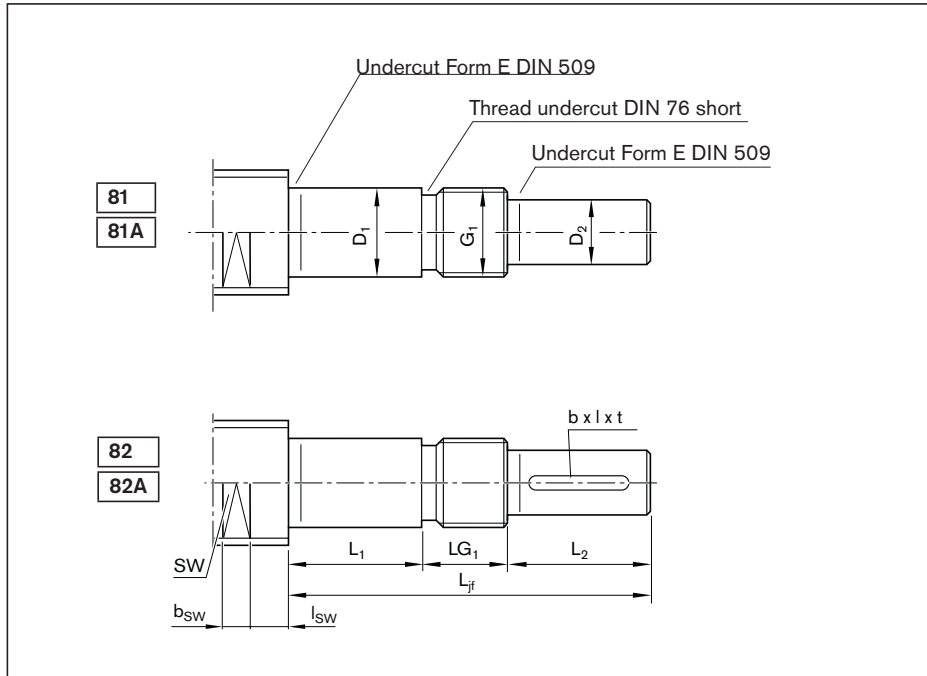 Undercut Form E DIN 509
Thread undercut DIN 76 short
Undercut Form E DIN 509
81
81A
D1
G1
D2
82
82A
b x l x t
SW
L1
LG1
L2
Ljf
bSW
lSW